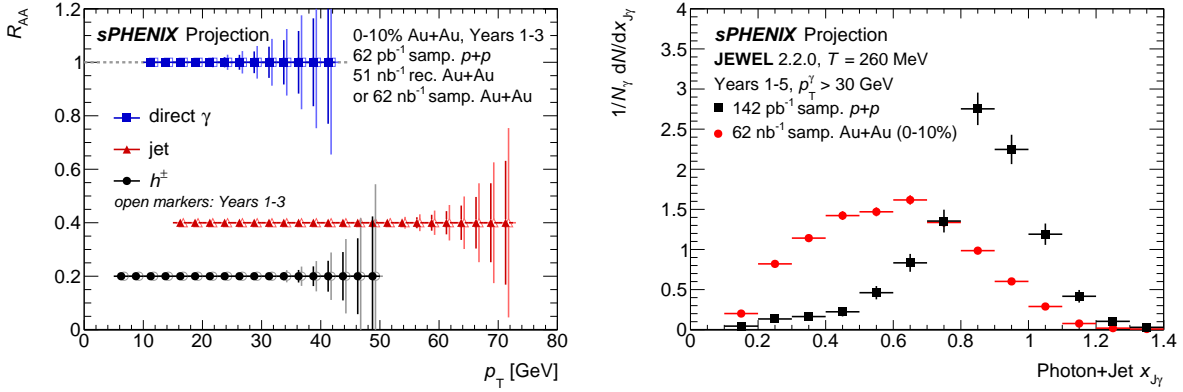 R_AA
1.2
1
0.8
0.6
0.4
0.2
0
0 10 20 30 40 50 60 70 80
p_T [GeV]
sPHENIX Projection
0-10% Au+Au, Years 1-3
62 pb⁻¹ samp. p+p
51 nb⁻¹ rec. Au+Au
or 62 nb⁻¹ samp. Au+Au
direct γ
jet
h±
open markers: Years 1-3
1/N_γ dN/dx_Jγ
4
3.5
3
2.5
2
1.5
1
0.5
0
0 0.2 0.4 0.6 0.8 1.0 1.2 1.4
Photon+Jet x_Jγ
sPHENIX Projection
JEWEL 2.2.0, T = 260 MeV
Years 1-5, p_T^γ > 30 GeV
142 pb⁻¹ samp. p+p
62 nb⁻¹ samp. Au+Au (0-10%)